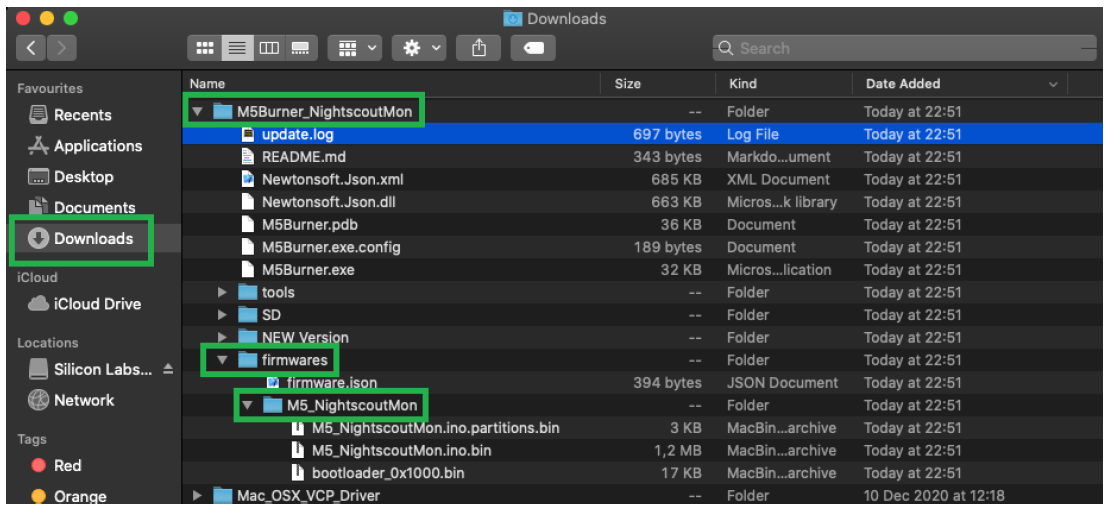 Downloads
Search
Favourites
Recents
Applications
Desktop
Documents
Downloads
iCloud
iCloud Drive
Locations
Silicon Labs...
Network
Tags
Red
Orange
Name Size Kind Date Added
M5Burner_NightscoutMon -- Folder Today at 22:51
update.log 697 bytes Log File Today at 22:51
README.md 343 bytes Markdo...ument Today at 22:51
Newtonsoft.Json.xml 685 KB XML Document Today at 22:51
Newtonsoft.Json.dll 663 KB Micros...k library Today at 22:51
M5Burner.pdb 36 KB Document Today at 22:51
M5Burner.exe.config 189 bytes Document Today at 22:51
M5Burner.exe 32 KB Micros...lication Today at 22:51
tools -- Folder Today at 22:51
SD -- Folder Today at 22:51
NEW Version -- Folder Today at 22:51
firmwares -- Folder Today at 22:51
firmware.json 394 bytes JSON Document Today at 22:51
M5_NightscoutMon -- Folder Today at 22:51
M5_NightscoutMon.ino.partitions.bin 3 KB MacBin...archive Today at 22:51
M5_NightscoutMon.ino.bin 1,2 MB MacBin...archive Today at 22:51
bootloader_0x1000.bin 17 KB MacBin...archive Today at 22:51
Mac_OSX_VCP_Driver -- Folder 10 Dec 2020 at 12:18